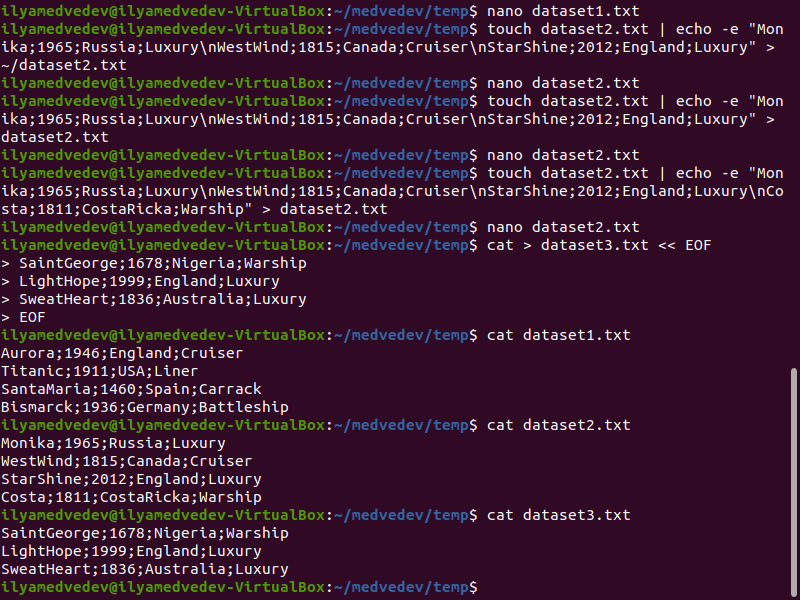 ilyamedvedev@ilyamedvedev-VirtualBox:~/medvedev/temp$ nano dataset1.txt
ilyamedvedev@ilyamedvedev-VirtualBox:~/medvedev/temp$ touch dataset2.txt | echo -e "Mon
ika;1965;Russia;Luxury\nWestWind;1815;Canada;Cruiser\nStarShine;2012;England;Luxury" >
~/dataset2.txt
ilyamedvedev@ilyamedvedev-VirtualBox:~/medvedev/temp$ nano dataset2.txt
ilyamedvedev@ilyamedvedev-VirtualBox:~/medvedev/temp$ touch dataset2.txt | echo -e "Mon
ika;1965;Russia;Luxury\nWestWind;1815;Canada;Cruiser\nStarShine;2012;England;Luxury" >
dataset2.txt
ilyamedvedev@ilyamedvedev-VirtualBox:~/medvedev/temp$ nano dataset2.txt
ilyamedvedev@ilyamedvedev-VirtualBox:~/medvedev/temp$ touch dataset2.txt | echo -e "Mon
ika;1965;Russia;Luxury\nWestWind;1815;Canada;Cruiser\nStarShine;2012;England;Luxury\nCo
sta;1811;CostaRicka;Warship" > dataset2.txt
ilyamedvedev@ilyamedvedev-VirtualBox:~/medvedev/temp$ nano dataset2.txt
ilyamedvedev@ilyamedvedev-VirtualBox:~/medvedev/temp$ cat > dataset3.txt << EOF
> SaintGeorge;1678;Nigeria;Warship
> LightHope;1999;England;Luxury
> SweatHeart;1836;Australia;Luxury
> EOF
ilyamedvedev@ilyamedvedev-VirtualBox:~/medvedev/temp$ cat dataset1.txt
Aurora;1946;England;Cruiser
Titanic;1911;USA;Liner
SantaMaria;1460;Spain;Carrack
Bismarck;1936;Germany;Battleship
ilyamedvedev@ilyamedvedev-VirtualBox:~/medvedev/temp$ cat dataset2.txt
Monika;1965;Russia;Luxury
WestWind;1815;Canada;Cruiser
StarShine;2012;England;Luxury
Costa;1811;CostaRicka;Warship
ilyamedvedev@ilyamedvedev-VirtualBox:~/medvedev/temp$ cat dataset3.txt
SaintGeorge;1678;Nigeria;Warship
LightHope;1999;England;Luxury
SweatHeart;1836;Australia;Luxury
ilyamedvedev@ilyamedvedev-VirtualBox:~/medvedev/temp$